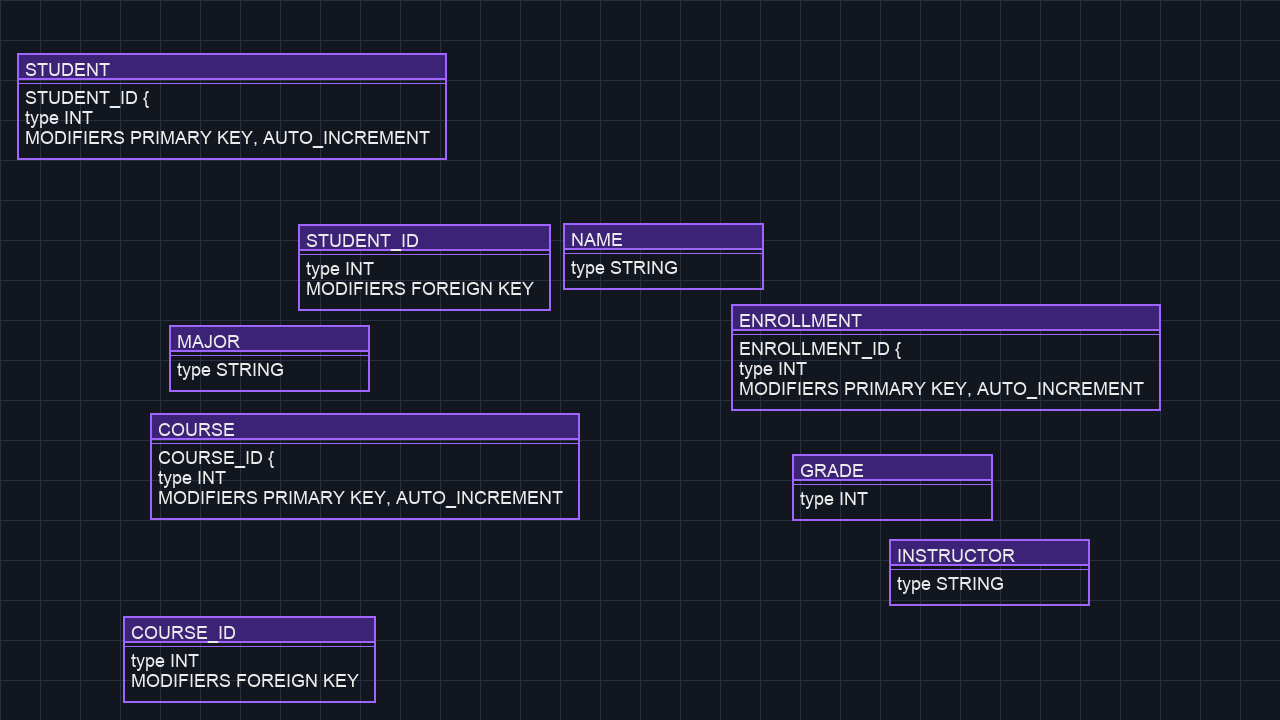 STUDENT
STUDENT_ID {
type INT
MODIFIERS PRIMARY KEY, AUTO_INCREMENT
STUDENT_ID
type INT
MODIFIERS FOREIGN KEY
NAME
type STRING
ENROLLMENT
ENROLLMENT_ID {
type INT
MODIFIERS PRIMARY KEY, AUTO_INCREMENT
MAJOR
type STRING
COURSE
COURSE_ID {
type INT
MODIFIERS PRIMARY KEY, AUTO_INCREMENT
GRADE
type INT
INSTRUCTOR
type STRING
COURSE_ID
type INT
MODIFIERS FOREIGN KEY